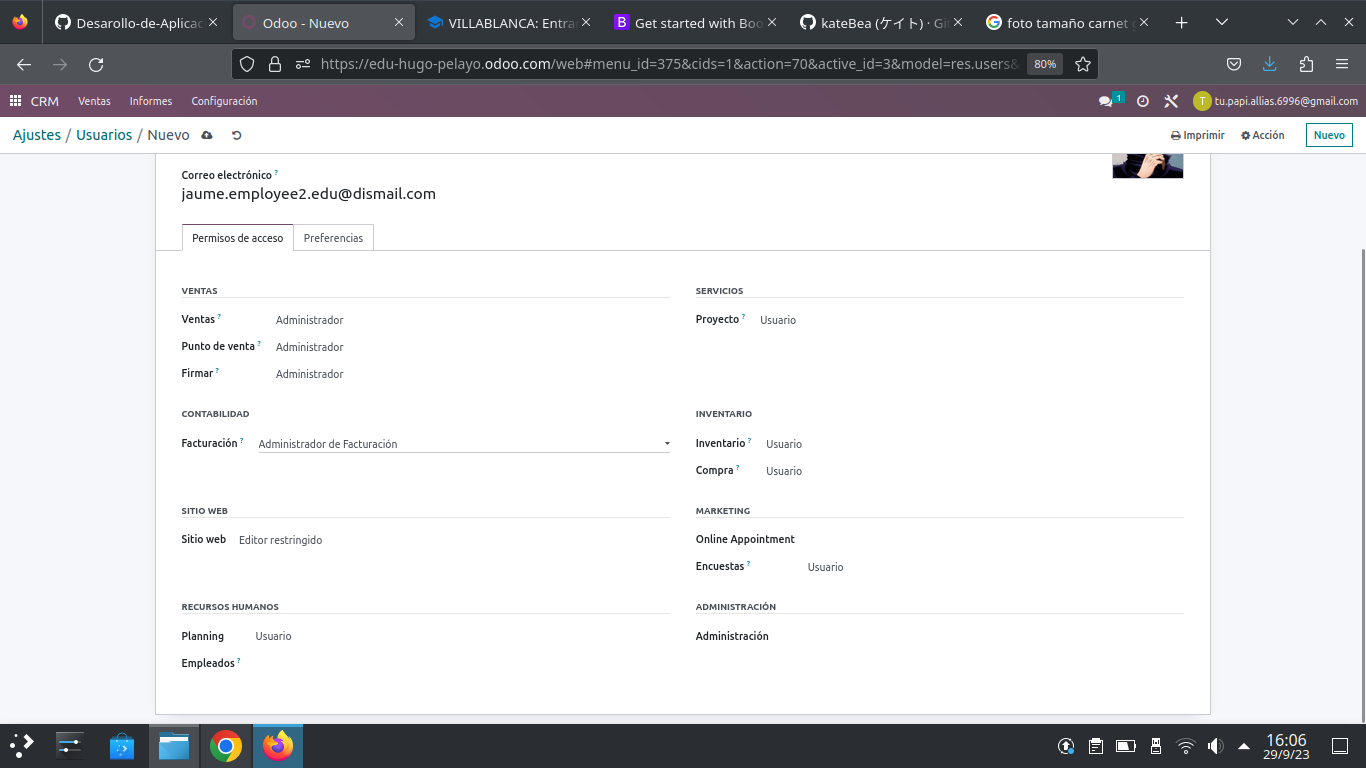 Desarollo-de-Aplicac
Odoo - Nuevo
VILLABLANCA: Entra
Get started with Boo
kateBea (ケイト) · Gi
foto tamaño carnet
https://edu-hugo-pelayo.odoo.com/web#menu_id=375&cids=1&action=70&active_id=3&model=res.users&
80%
CRM Ventas Informes Configuración
1
T tu.papi.allias.6996@gmail.com
Ajustes / Usuarios / Nuevo
Imprimir Acción Nuevo
Correo electrónico ?
jaume.employee2.edu@dismail.com
Permisos de acceso Preferencias
VENTAS
Ventas ? Administrador
Punto de venta ? Administrador
Firmar ? Administrador
SERVICIOS
Proyecto ? Usuario
CONTABILIDAD
Facturación ? Administrador de Facturación
INVENTARIO
Inventario ? Usuario
Compra ? Usuario
SITIO WEB
Sitio web Editor restringido
MARKETING
Online Appointment
Encuestas ? Usuario
RECURSOS HUMANOS
Planning Usuario
Empleados ?
ADMINISTRACIÓN
Administración
16:06
29/9/23